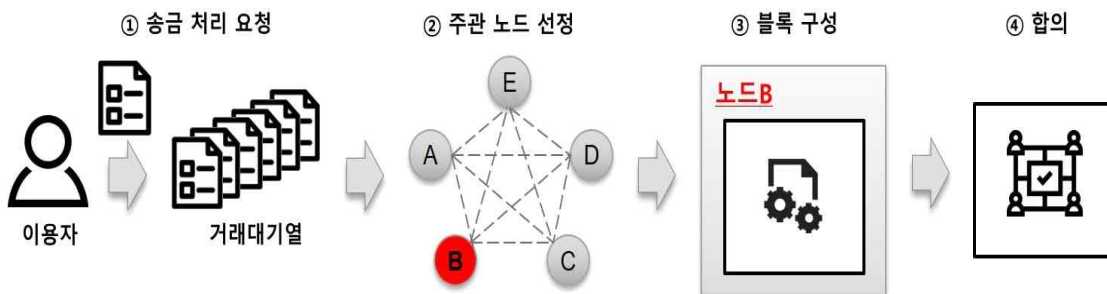 ① 송금 처리 요청
② 주관 노드 선정
③ 블록 구성
④ 합의
이용자
거래대기열
E
A
D
B
C
노드B